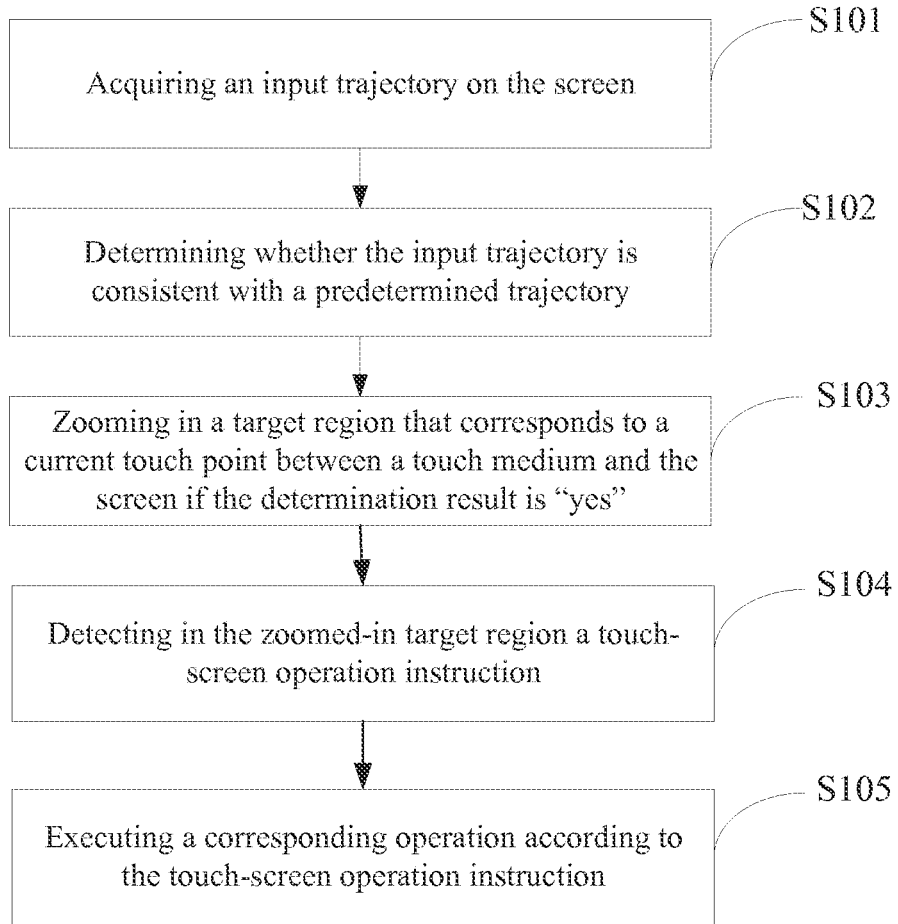 S101
Acquiring an input trajectory on the screen
S102
Determining whether the input trajectory is
consistent with a predetermined trajectory
S103
Zooming in a target region that corresponds to a
current touch point between a touch medium and the
screen if the determination result is “yes”
S104
Detecting in the zoomed-in target region a touch-
screen operation instruction
S105
Executing a corresponding operation according to
the touch-screen operation instruction